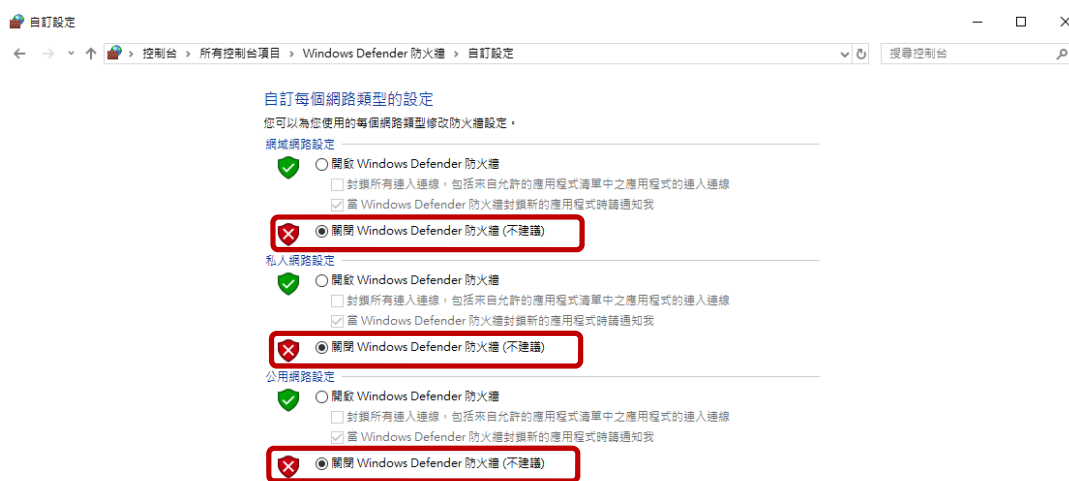 自訂設定
控制台 › 所有控制台項目 › Windows Defender 防火牆 › 自訂設定
搜尋控制台
自訂每個網路類型的設定
您可以為您使用的每個網路類型修改防火牆設定。
網域網路設定
開啟 Windows Defender 防火牆
封鎖所有連入連線，包括來自允許的應用程式清單中之應用程式的連入連線
當 Windows Defender 防火牆封鎖新的應用程式時請通知我
關閉 Windows Defender 防火牆 (不建議)
私人網路設定
開啟 Windows Defender 防火牆
封鎖所有連入連線，包括來自允許的應用程式清單中之應用程式的連入連線
當 Windows Defender 防火牆封鎖新的應用程式時請通知我
關閉 Windows Defender 防火牆 (不建議)
公用網路設定
開啟 Windows Defender 防火牆
封鎖所有連入連線，包括來自允許的應用程式清單中之應用程式的連入連線
當 Windows Defender 防火牆封鎖新的應用程式時請通知我
關閉 Windows Defender 防火牆 (不建議)